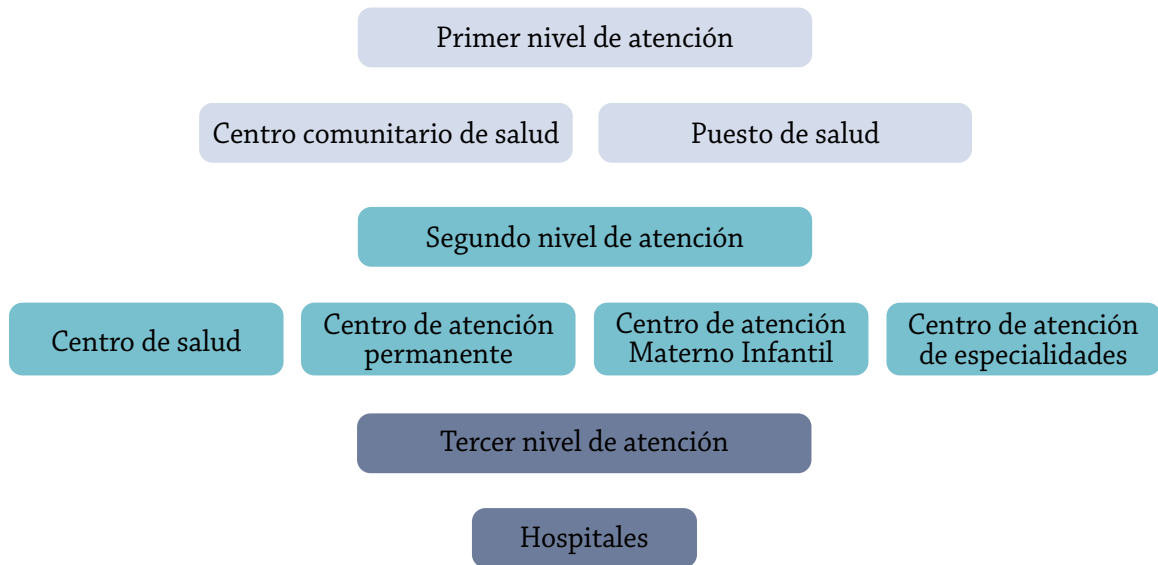 Primer nivel de atención
Centro comunitario de salud
Puesto de salud
Segundo nivel de atención
Centro de salud
Centro de atención
permanente
Centro de atención
Materno Infantil
Centro de atención
de especialidades
Tercer nivel de atención
Hospitales